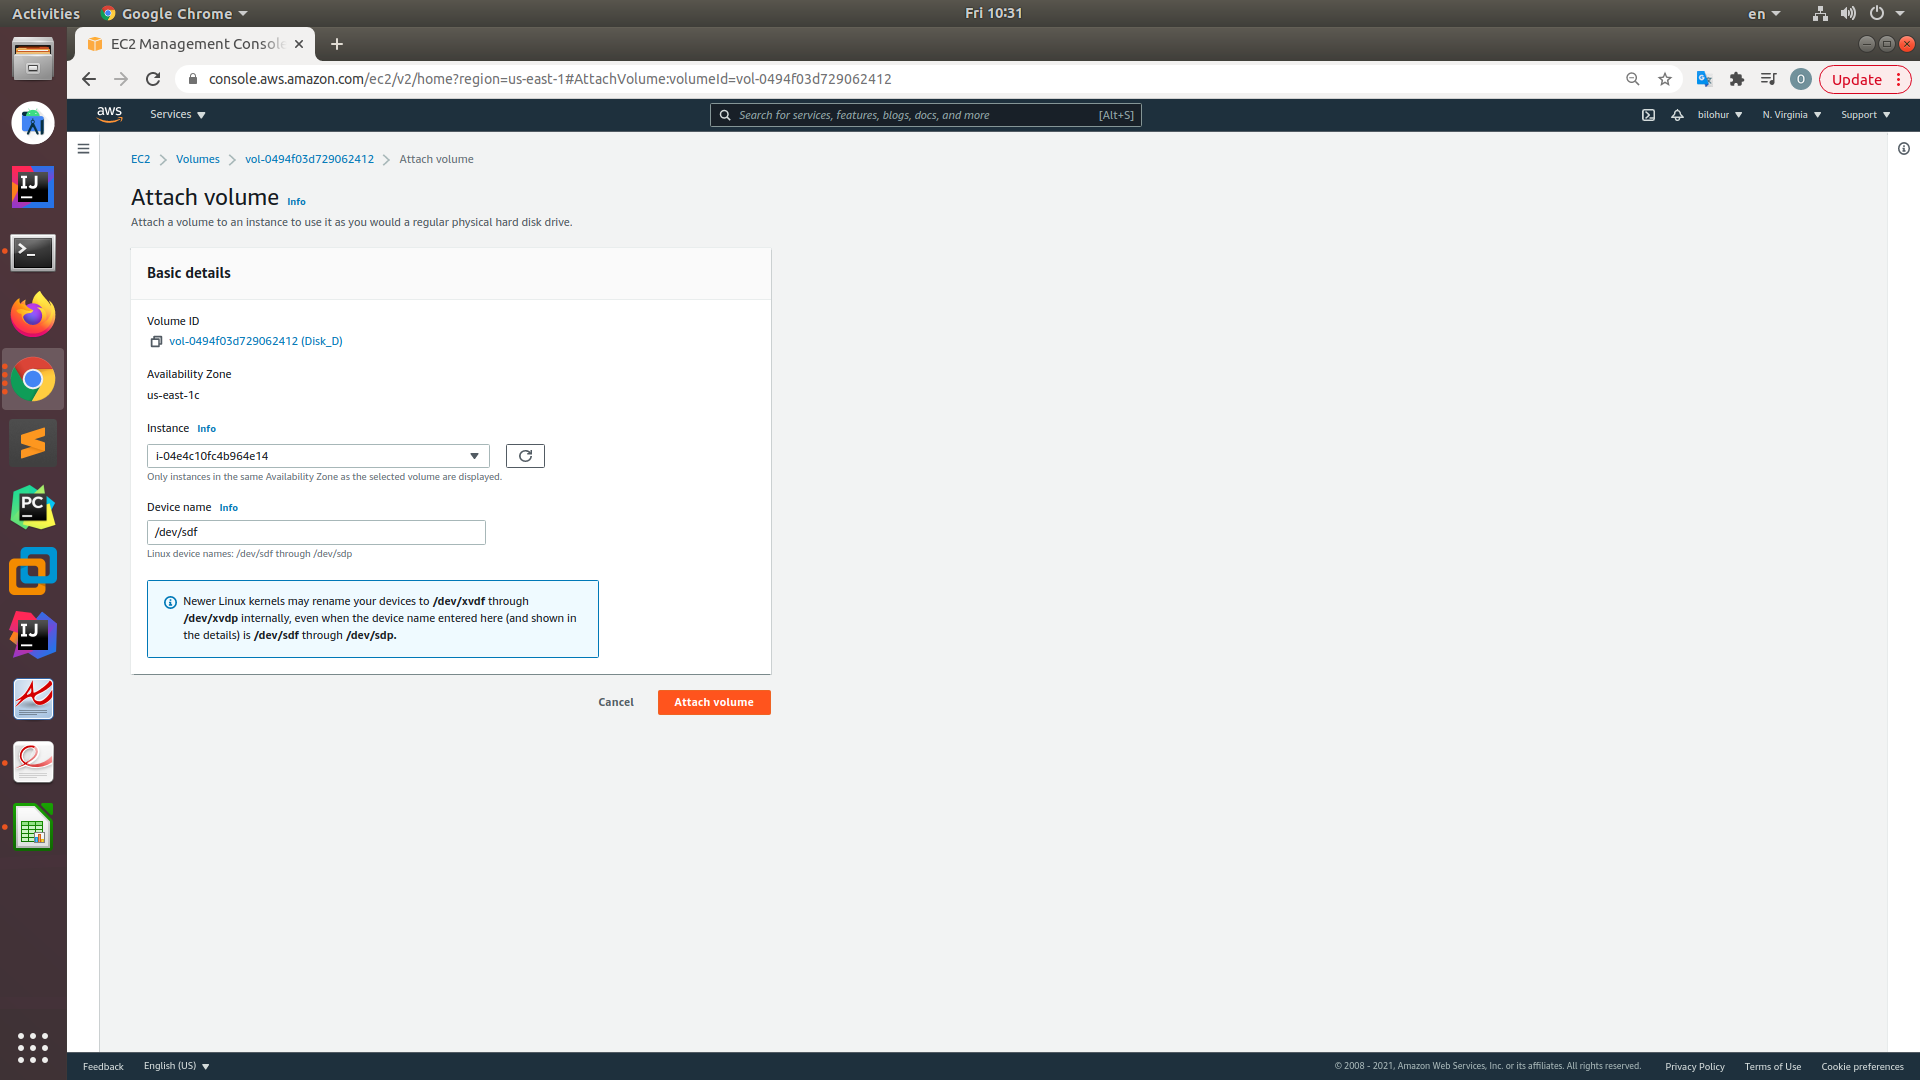 Activities
Google Chrome
Fri 10:31
en
EC2 Management Console
console.aws.amazon.com/ec2/v2/home?region=us-east-1#AttachVolume:volumeId=vol-0494f03d729062412
O
Update
aws
Services
Search for services, features, blogs, docs, and more
[Alt+S]
bilohur
N. Virginia
Support
EC2
Volumes
vol-0494f03d729062412
Attach volume
Attach volume
Info
Attach a volume to an instance to use it as you would a regular physical hard disk drive.
Basic details
Volume ID
vol-0494f03d729062412 (Disk_D)
Availability Zone
us-east-1c
Instance
Info
i-04e4c10fc4b964e14
Only instances in the same Availability Zone as the selected volume are displayed.
Device name
Info
/dev/sdf
Linux device names: /dev/sdf through /dev/sdp
Newer Linux kernels may rename your devices to /dev/xvdf through
/dev/xvdp internally, even when the device name entered here (and shown in
the details) is /dev/sdf through /dev/sdp.
Cancel
Attach volume
IJ
PC
IJ
Feedback
English (US)
© 2008 - 2021, Amazon Web Services, Inc. or its affiliates. All rights reserved.
Privacy Policy
Terms of Use
Cookie preferences